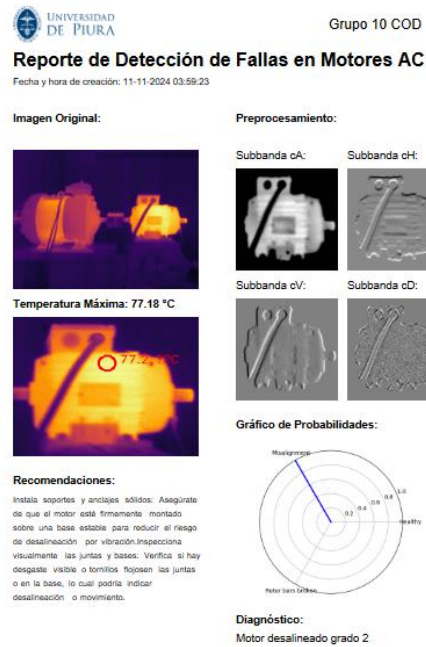 UNIVERSIDAD
DE PIURA
Grupo 10 COD
Reporte de Detección de Fallas en Motores AC
Fecha y hora de creación: 11-11-2024 03:59:23
Imagen Original:
Temperatura Máxima: 77.18 °C
77.2
°C
Recomendaciones:
Instala soportes y anclajes sólidos: Asegúrate
de que el motor esté firmemente montado
sobre una base estable para reducir el riesgo
de desalineación por vibración.Inspecciona
visualmente las juntas y bases: Verifica si hay
desgaste visible o tornillos flojosen las juntas
o en la base, lo cual podría indicar
desalineación o movimiento.
Preprocesamiento:
Subbanda cA:
Subbanda cH:
Subbanda cV:
Subbanda cD:
Gráfico de Probabilidades:
Misalignment
0.2
0.4
0.6
0.8
1.0
Healthy
Rotor bars broken
Diagnóstico:
Motor desalineado grado 2